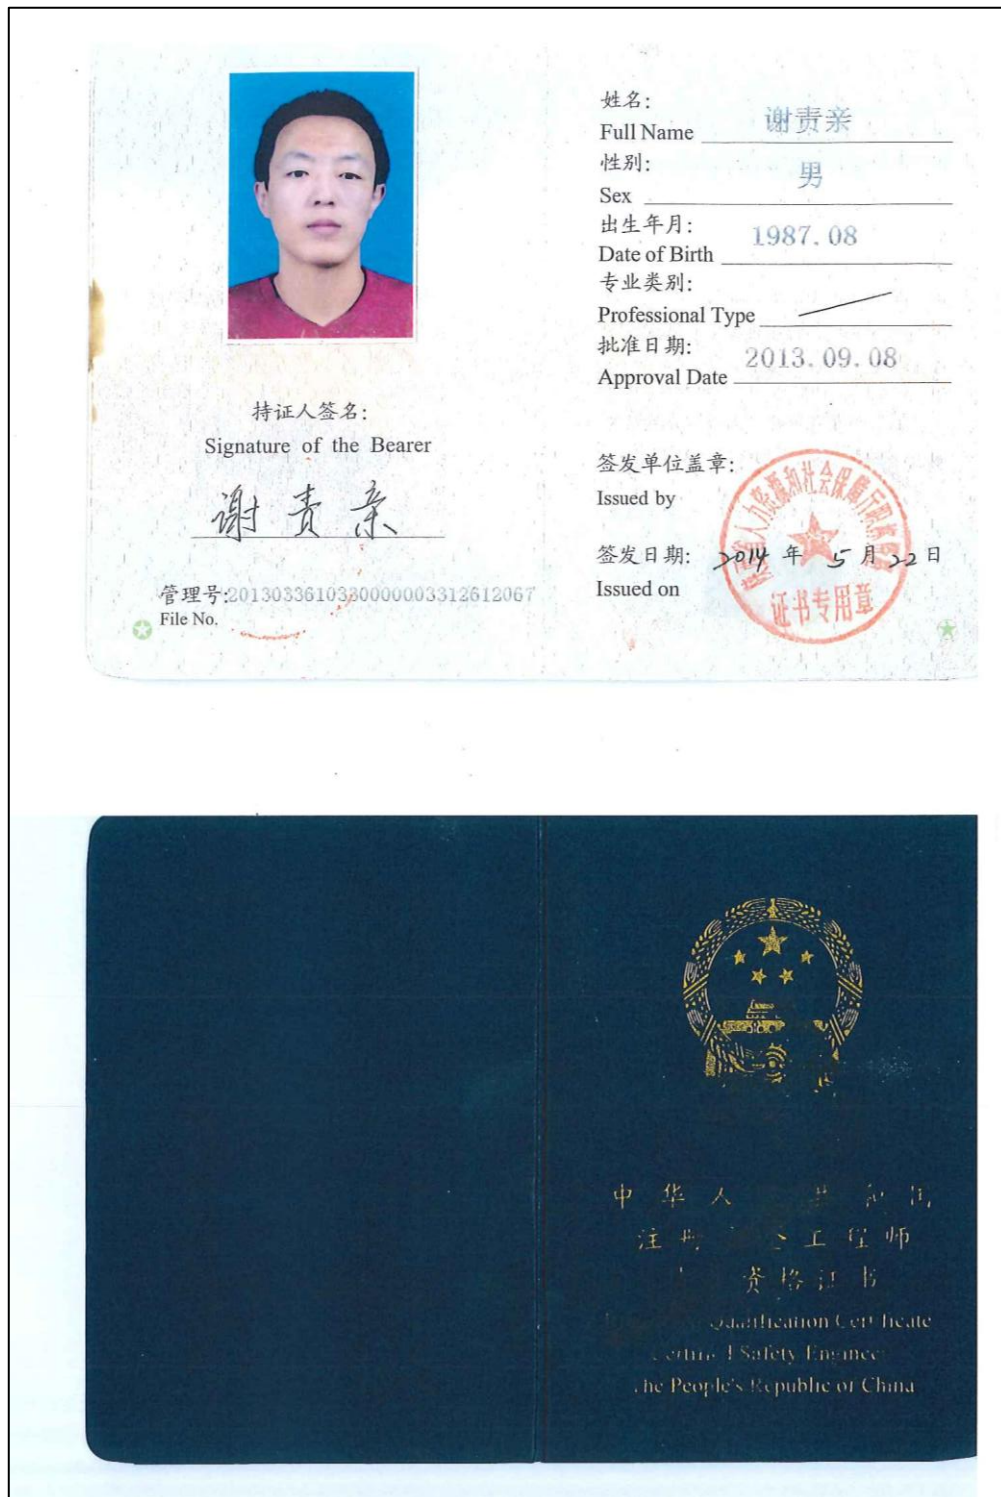 姓名:
谢责亲
Full Name
性别:
男
Sex
出生年月:
1987.08
Date of Birth
专业类别:
Professional Type
批准日期:
2013.09.08
Approval Date
持证人签名:
Signature of the Bearer
谢责亲
签发单位盖章:
Issued by
签发日期: 2014 年 5 月 22 日
Issued on
证书专用章
管理号:
File No.
中 华 人 共 和 国
注 册 全 工 程 师
资 格 证 书
Qualification Certificate
Certified Safety Engineer
The People's Republic of China